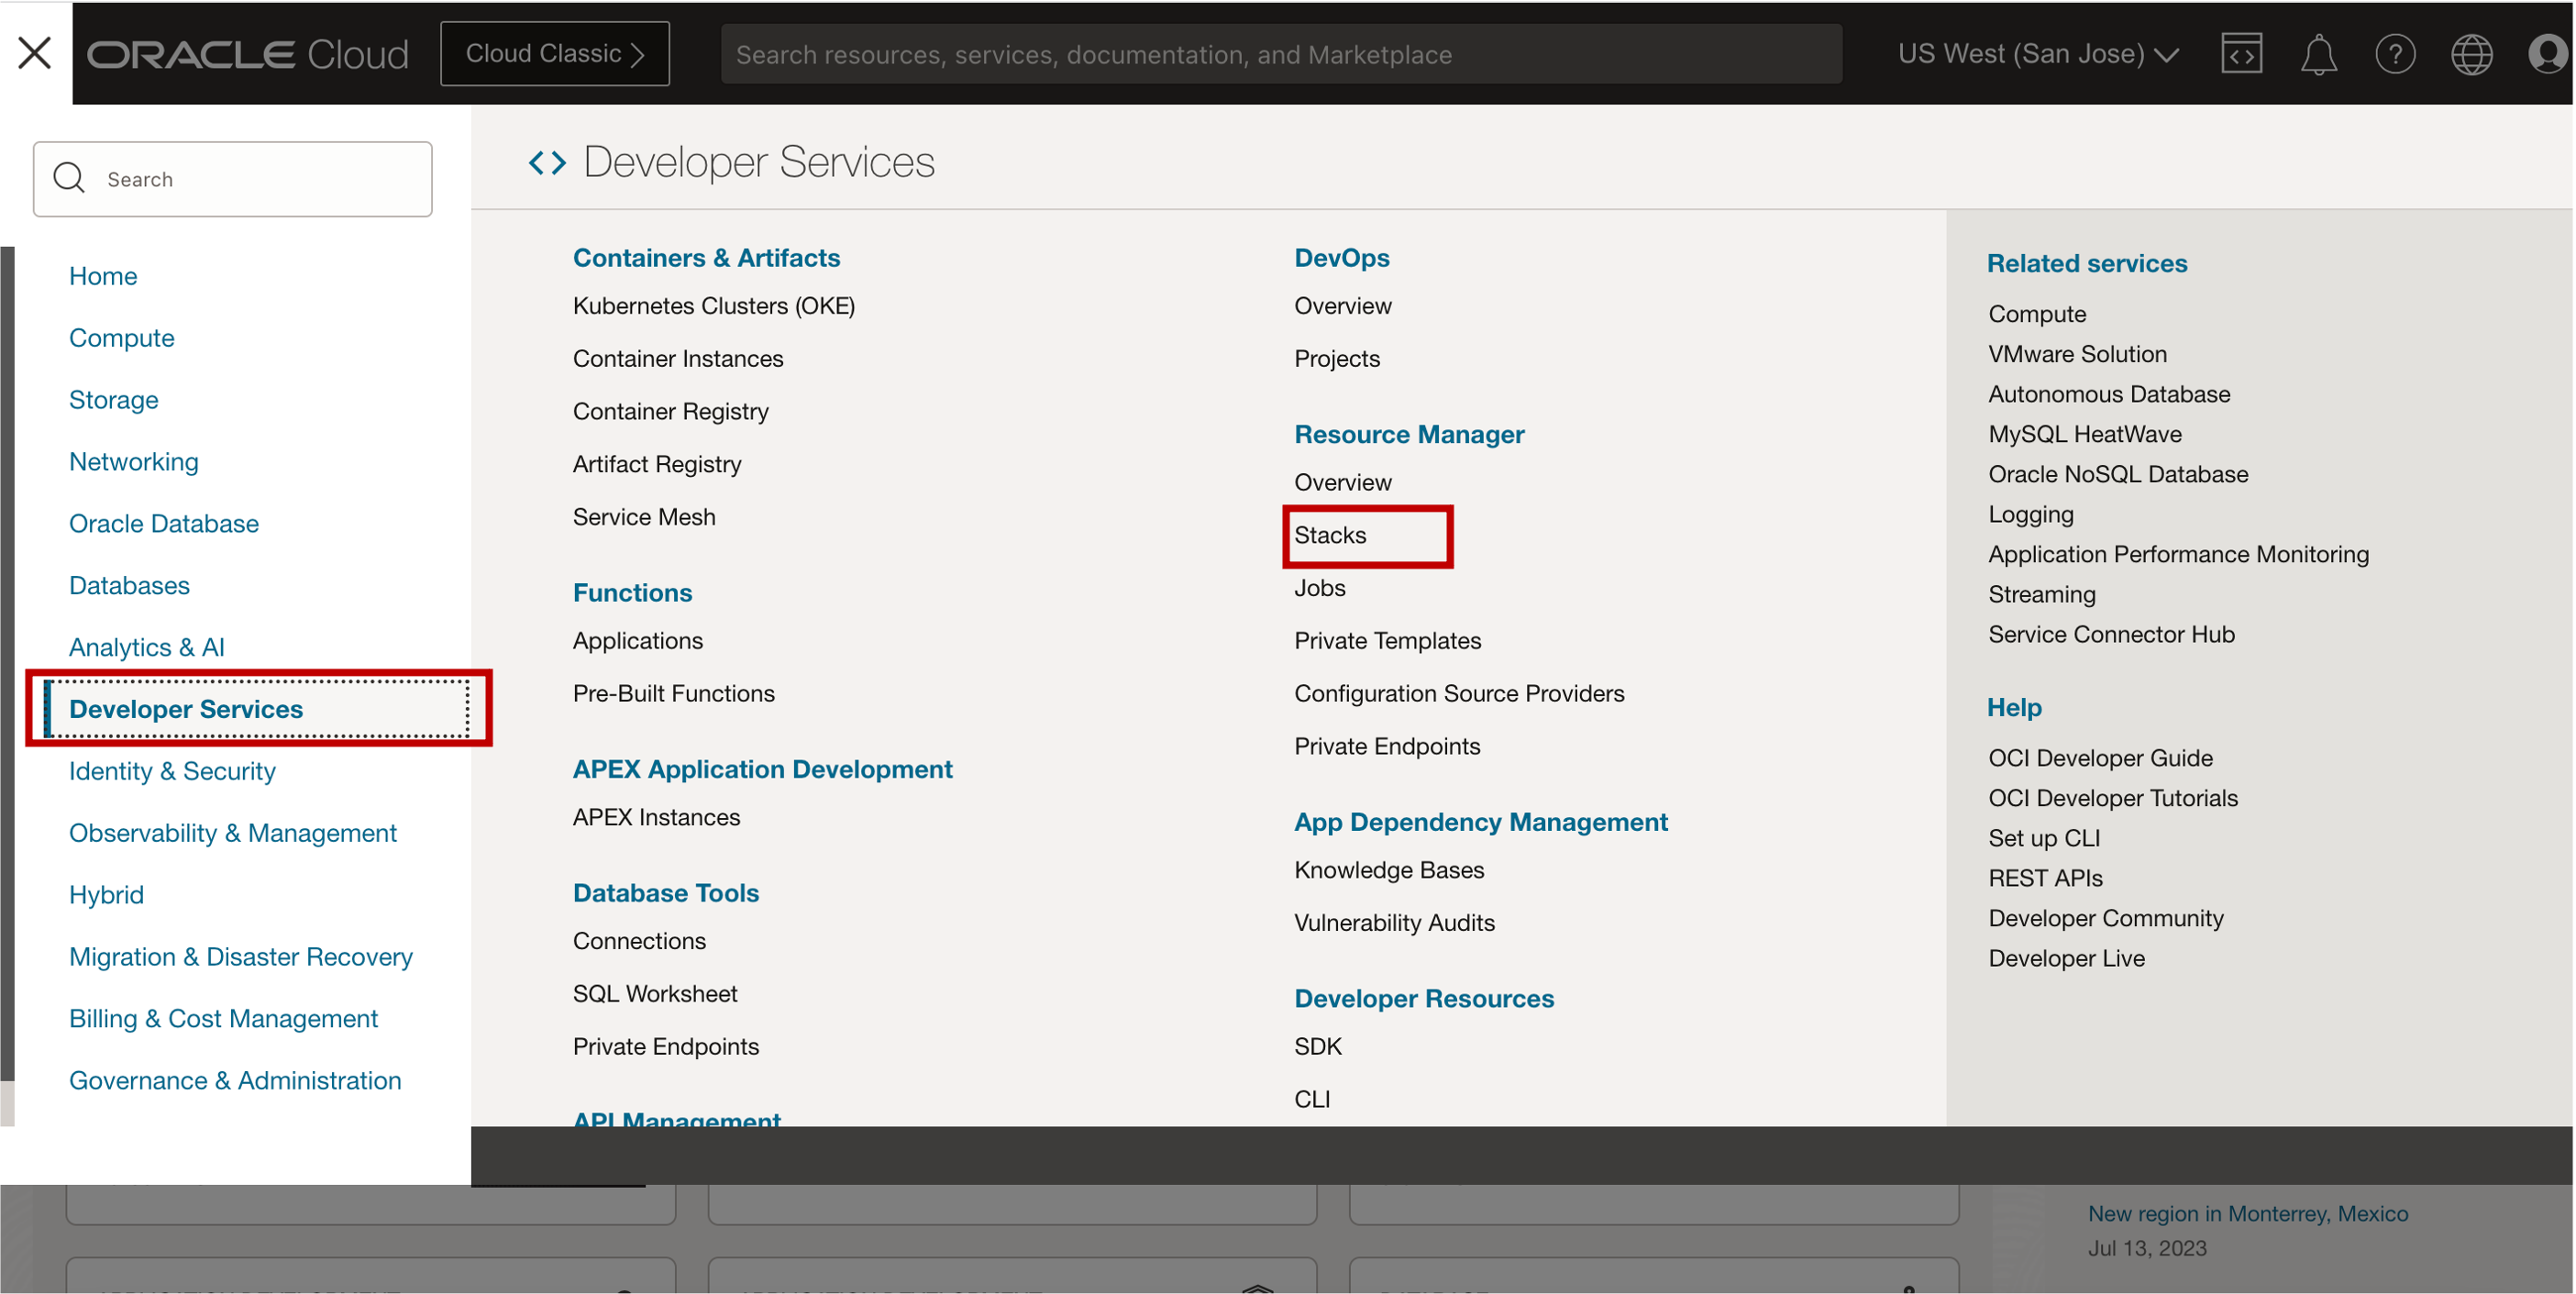 ORACLE Cloud
Cloud Classic
Search resources, services, documentation, and Marketplace
US West (San Jose)
Search
Home
Compute
Storage
Networking
Oracle Database
Databases
Analytics & AI
Developer Services
Identity & Security
Observability & Management
Hybrid
Migration & Disaster Recovery
Billing & Cost Management
Governance & Administration
Developer Services
Containers & Artifacts
Kubernetes Clusters (OKE)
Container Instances
Container Registry
Artifact Registry
Service Mesh
Functions
Applications
Pre-Built Functions
APEX Application Development
APEX Instances
Database Tools
Connections
SQL Worksheet
Private Endpoints
API Management
DevOps
Overview
Projects
Resource Manager
Overview
Stacks
Jobs
Private Templates
Configuration Source Providers
Private Endpoints
App Dependency Management
Knowledge Bases
Vulnerability Audits
Developer Resources
SDK
CLI
Related services
Compute
VMware Solution
Autonomous Database
MySQL HeatWave
Oracle NoSQL Database
Logging
Application Performance Monitoring
Streaming
Service Connector Hub
Help
OCI Developer Guide
OCI Developer Tutorials
Set up CLI
REST APIs
Developer Community
Developer Live
New region in Monterrey, Mexico
Jul 13, 2023